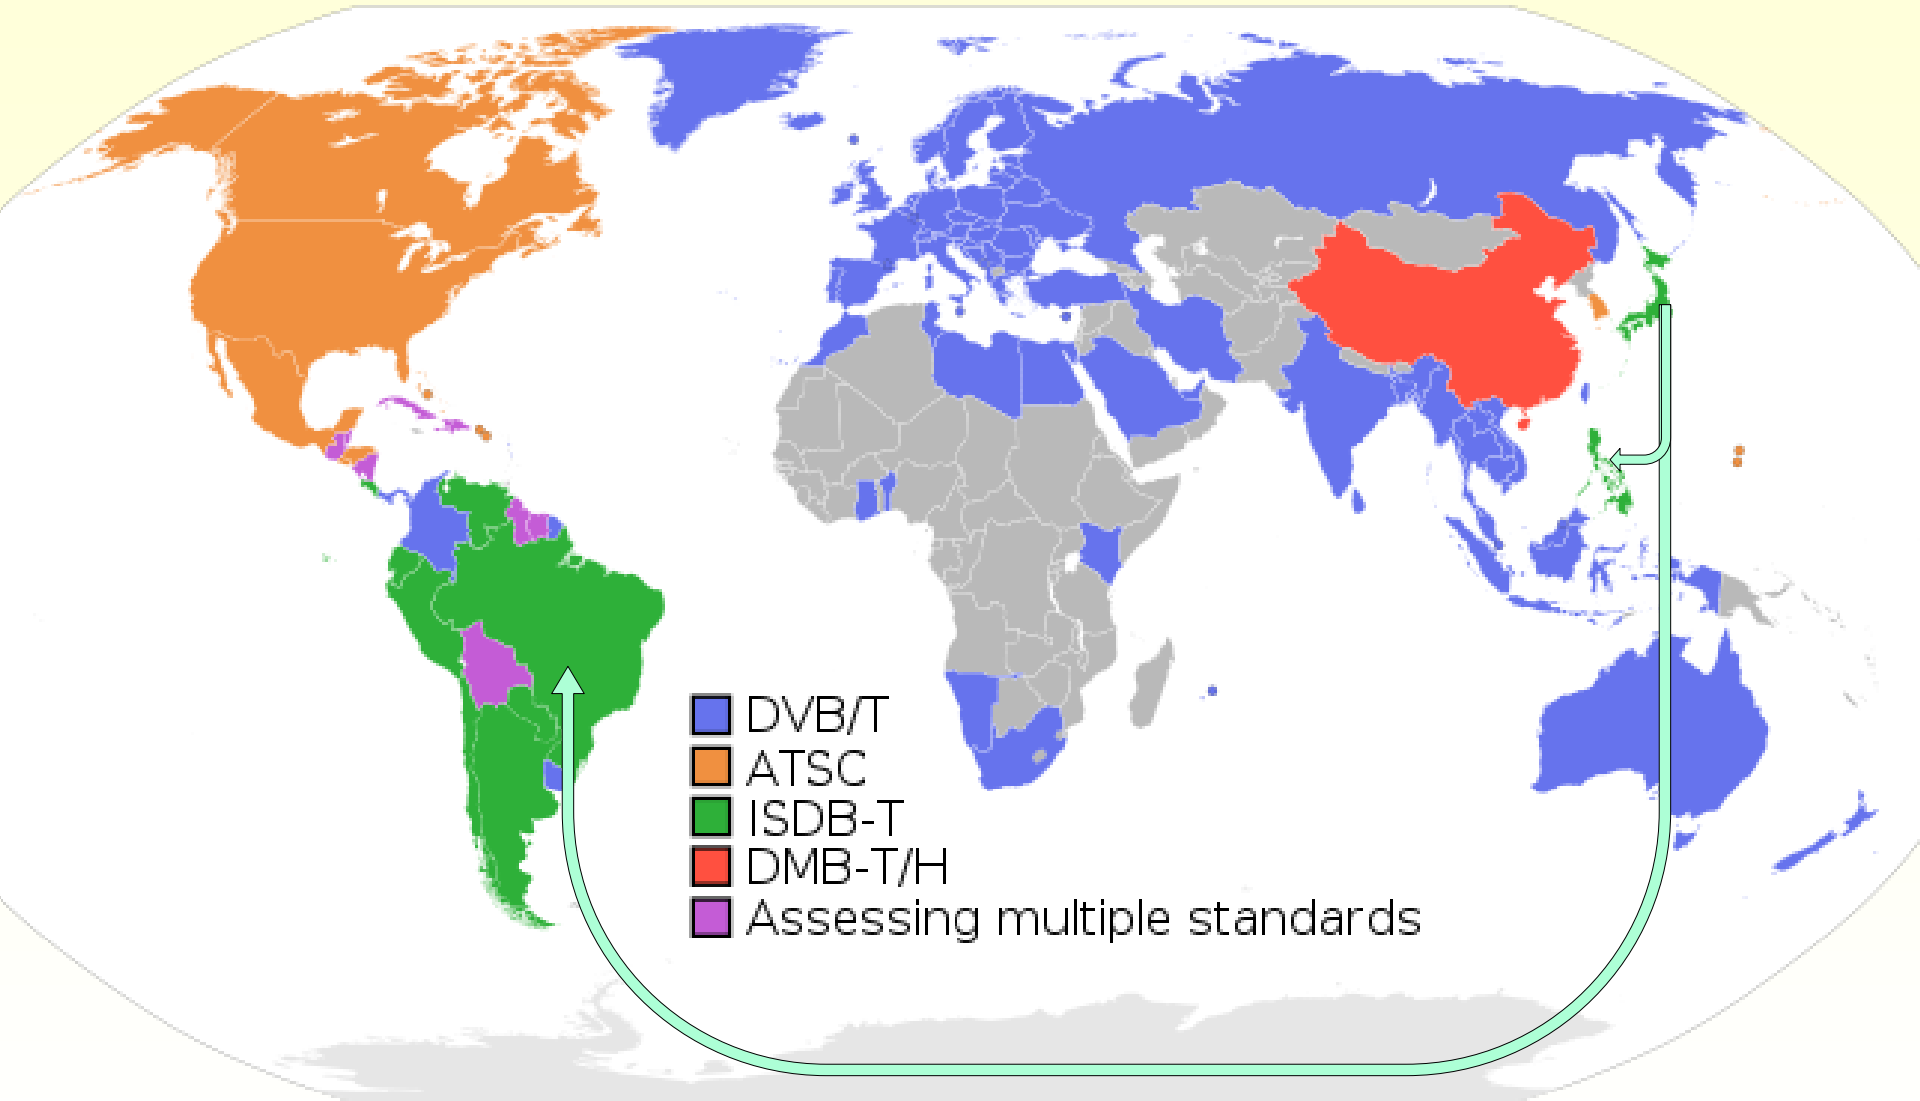 DVB/T
ATSC
ISDB-T
DMB-T/H
Assessing multiple standards